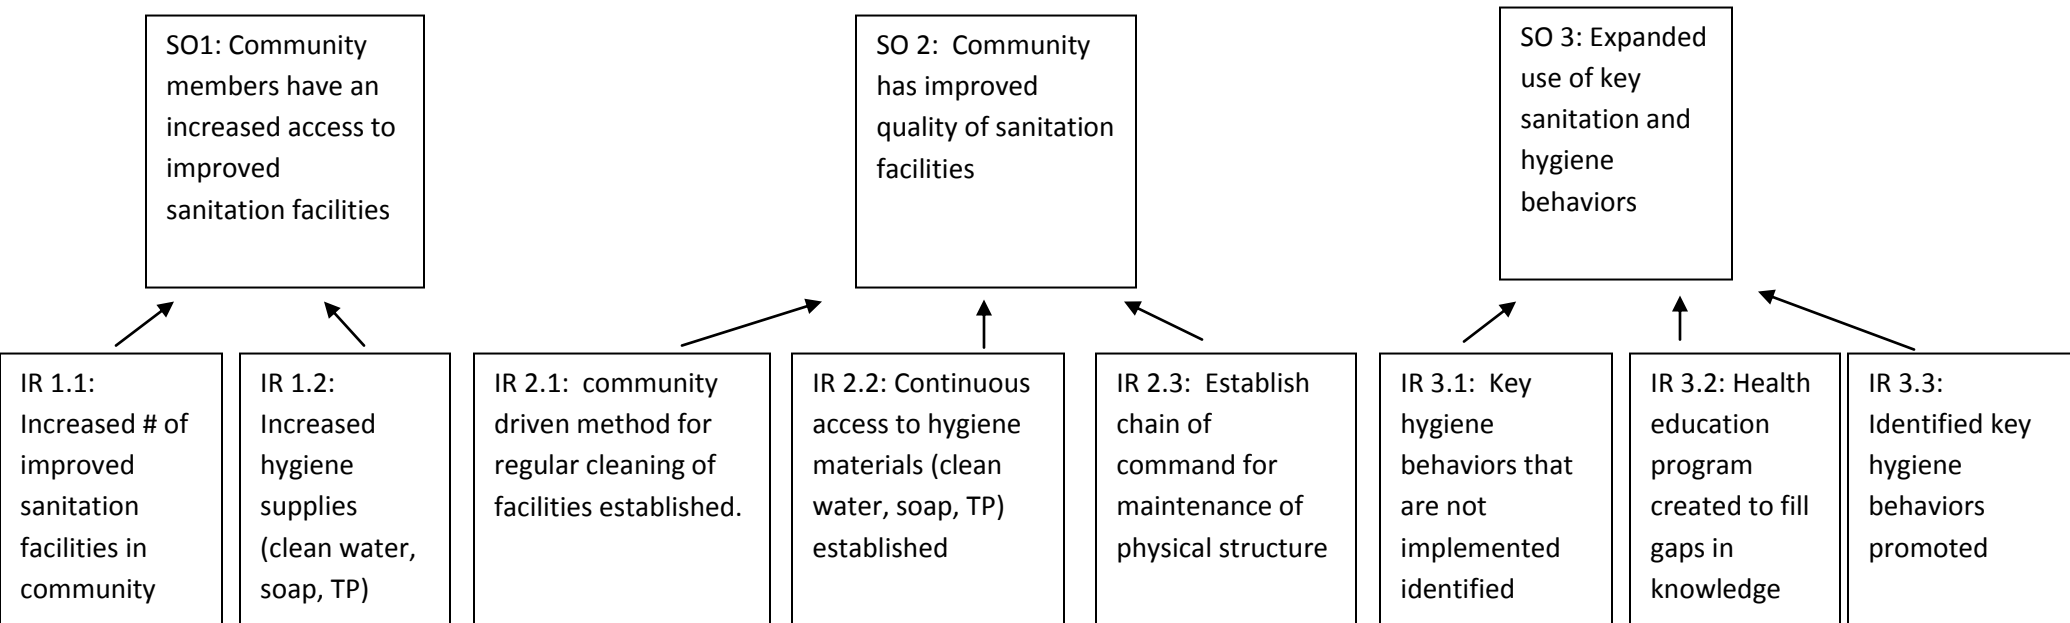 SO1: Community
members have an
increased access to
improved
sanitation facilities
SO 2:  Community
has improved
quality of sanitation
facilities
SO 3: Expanded
use of key
sanitation and
hygiene
behaviors
IR 1.1:
Increased # of
improved
sanitation
facilities in
community
IR 1.2:
Increased
hygiene
supplies
(clean water,
soap, TP)
IR 2.1:  community
driven method for
regular cleaning of
facilities established.
IR 2.2: Continuous
access to hygiene
materials (clean
water, soap, TP)
established
IR 2.3:  Establish
chain of
command for
maintenance of
physical structure
IR 3.1:  Key
hygiene
behaviors that
are not
implemented
identified
IR 3.2: Health
education
program
created to fill
gaps in
knowledge
IR 3.3:
Identified key
hygiene
behaviors
promoted